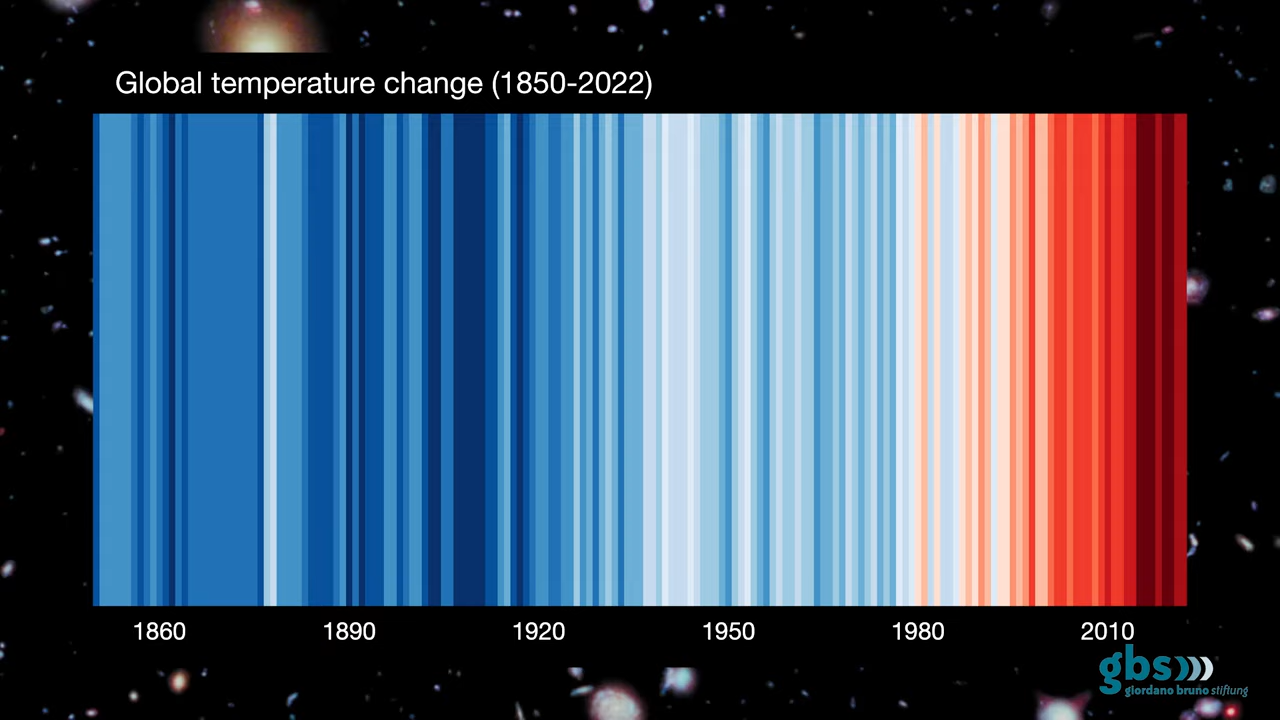 Global temperature change (1850-2022)
1860 1890 1920 1950 1980 2010
gbs
giordano bruno stiftung